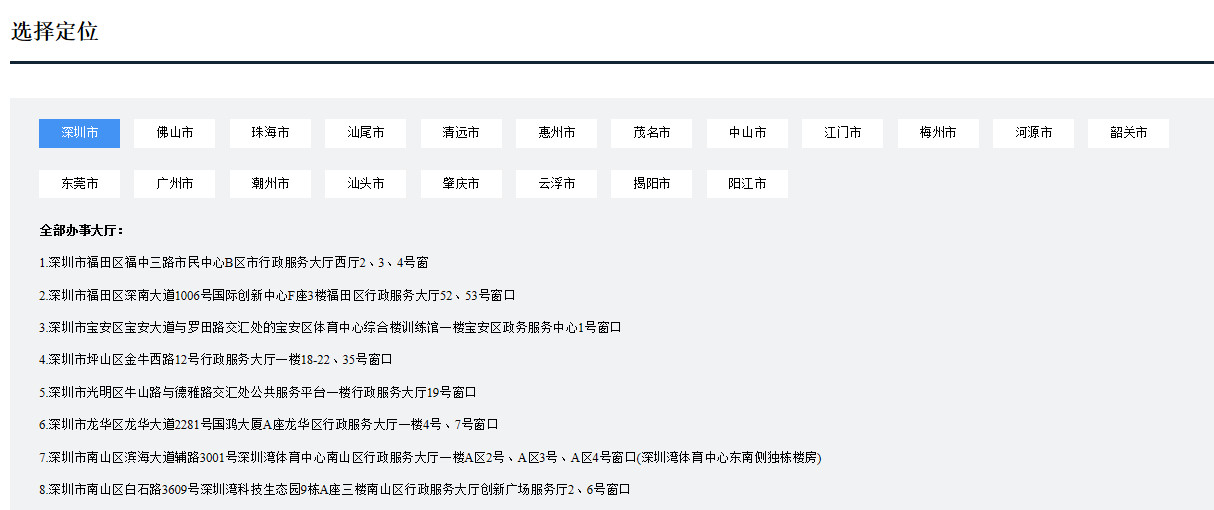 选择定位
深圳市 佛山市 珠海市 汕尾市 清远市 惠州市 茂名市 中山市 江门市 梅州市 河源市 韶关市
东莞市 广州市 潮州市 汕头市 肇庆市 云浮市 揭阳市 阳江市
全部办事大厅：
1.深圳市福田区福中三路市民中心B区市行政服务大厅西厅2、3、4号窗
2.深圳市福田区深南大道1006号国际创新中心F座3楼福田区行政服务大厅52、53号窗口
3.深圳市宝安区宝安大道与罗田路交汇处的宝安区体育中心综合楼训练馆一楼宝安区政务服务中心1号窗口
4.深圳市坪山区金牛西路12号行政服务大厅一楼18-22、35号窗口
5.深圳市光明区牛山路与德雅路交汇处公共服务平台一楼行政服务大厅19号窗口
6.深圳市龙华区龙华大道2281号国鸿大厦A座龙华区行政服务大厅一楼4号、7号窗口
7.深圳市南山区滨海大道辅路3001号深圳湾体育中心南山区行政服务大厅一楼A区2号、A区3号、A区4号窗口(深圳湾体育中心东南侧独栋楼房)
8.深圳市南山区白石路3609号深圳湾科技生态园9栋A座三楼南山区行政服务大厅创新广场服务厅2、6号窗口